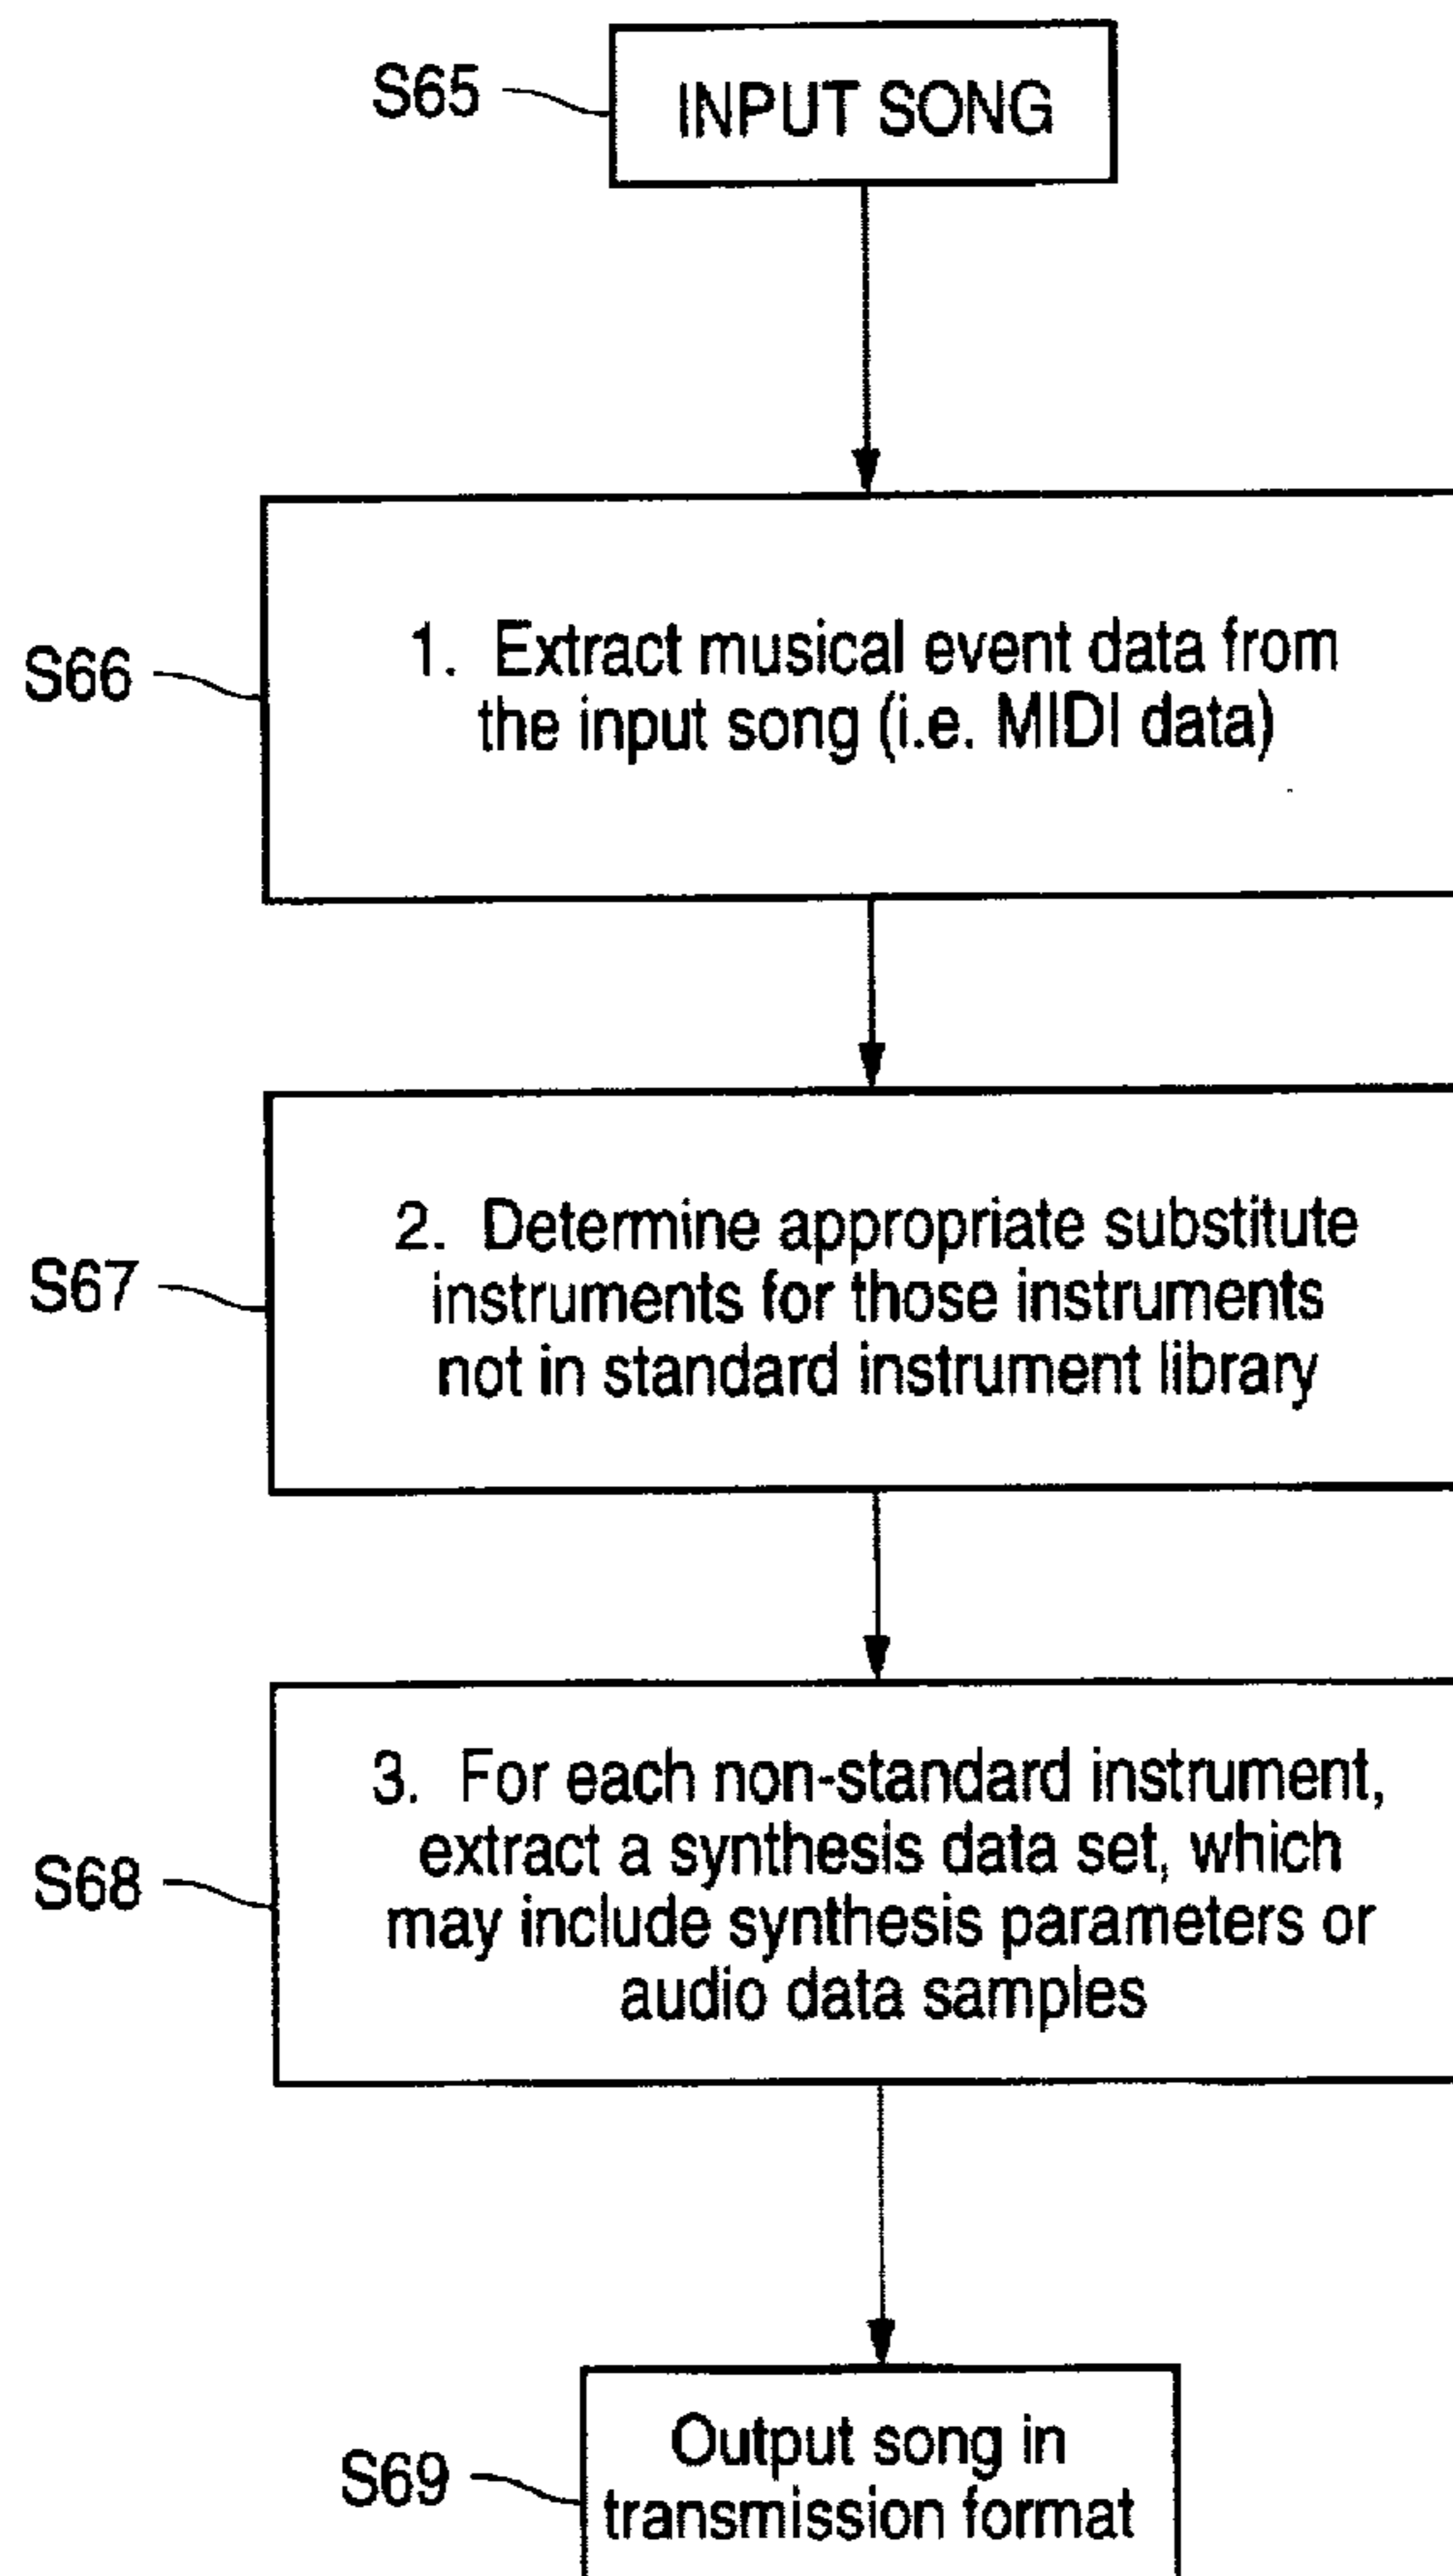 S65
INPUT SONG
S66
1. Extract musical event data from
the input song (i.e. MIDI data)
S67
2. Determine appropriate substitute
instruments for those instruments
not in standard instrument library
S68
3. For each non-standard instrument,
extract a synthesis data set, which
may include synthesis parameters or
audio data samples
S69
Output song in
transmission format